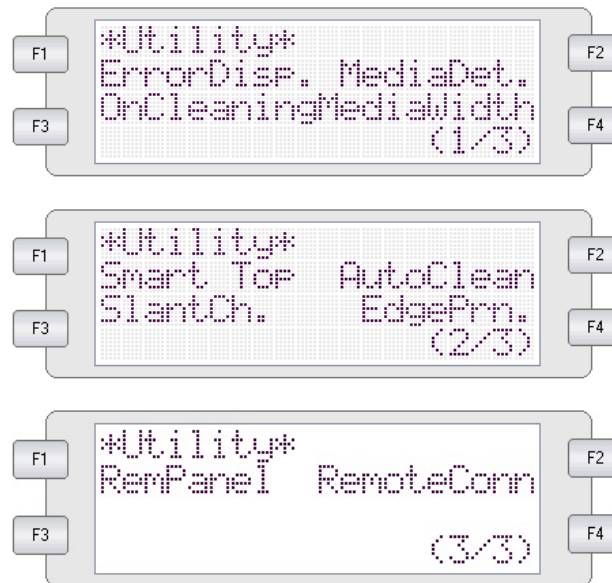 *Utility*
F1 ErrorDisp. MediaDet. F2
F3 OnCleaningMediaWidth F4
(1/3)
*Utility*
F1 Smart Top AutoClean F2
F3 SlantCh. EdgePrn. F4
(2/3)
*Utility*
F1 RemPanel RemoteConn F2
F3 (3/3) F4